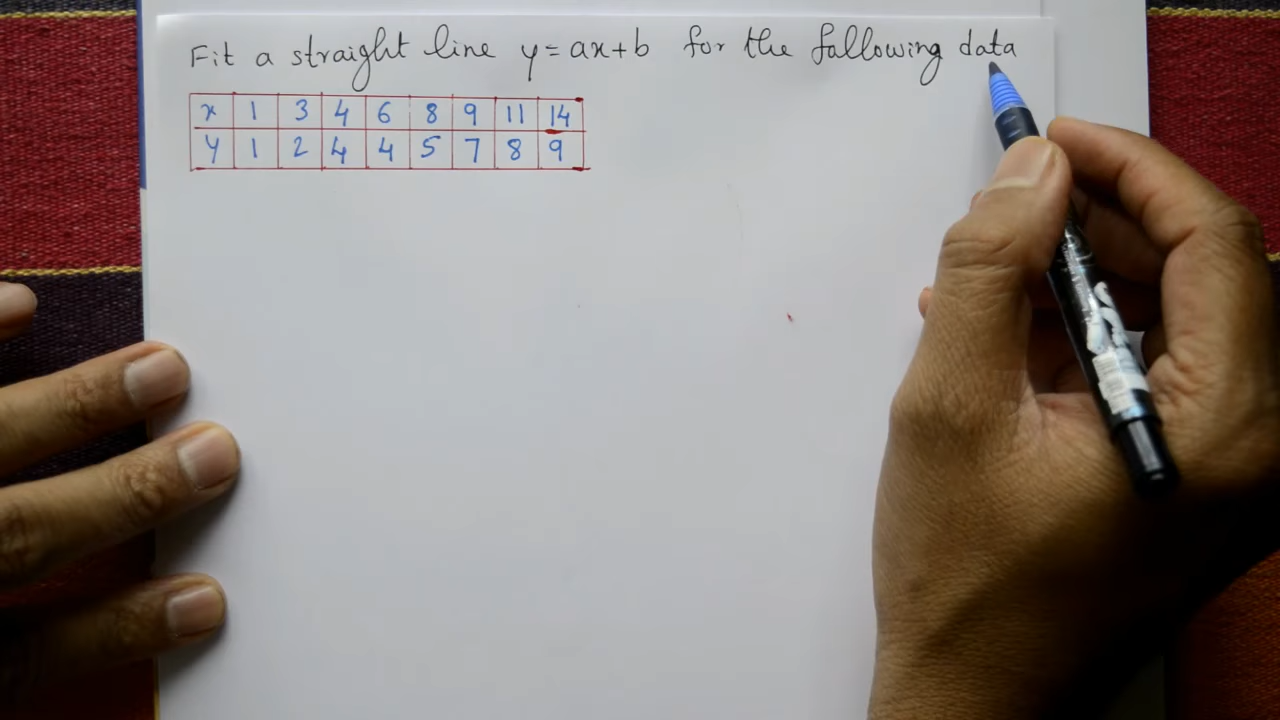 Fit a straight line y = ax+b for the following data
x 1 3 4 6 8 9 11 14
y 1 2 4 4 5 7 8 9